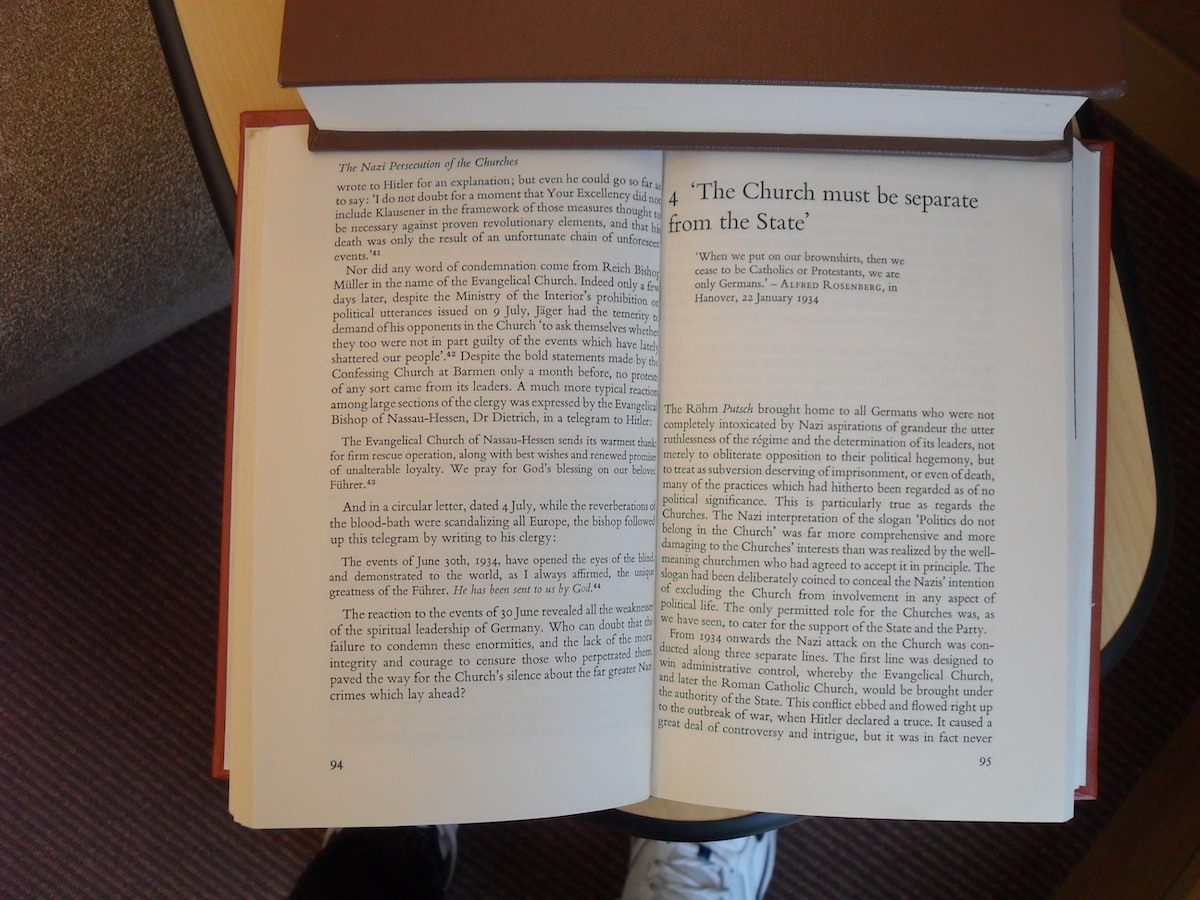 The Nazi Persecution of the Churches
wrote to Hitler for an explanation; but even he could go so far as
to say: 'I do not doubt for a moment that Your Excellency did not
include Klausener in the framework of those measures thought to
be necessary against proven revolutionary elements, and that his
death was only the result of an unfortunate chain of unforeseen
events.'⁴¹
Nor did any word of condemnation come from Reich Bishop
Müller in the name of the Evangelical Church. Indeed only a few
days later, despite the Ministry of the Interior's prohibition on
political utterances issued on 9 July, Jäger had the temerity to
demand of his opponents in the Church 'to ask themselves whether
they too were not in part guilty of the events which have lately
shattered our people'.⁴² Despite the bold statements made by the
Confessing Church at Barmen only a month before, no protests
of any sort came from its leaders. A much more typical reaction
among large sections of the clergy was expressed by the Evangelical
Bishop of Nassau-Hessen, Dr Dietrich, in a telegram to Hitler:
The Evangelical Church of Nassau-Hessen sends its warmest thanks
for firm rescue operation, along with best wishes and renewed promises
of unalterable loyalty. We pray for God's blessing on our beloved
Führer.⁴³
And in a circular letter, dated 4 July, while the reverberations of
the blood-bath were scandalizing all Europe, the bishop followed
up this telegram by writing to his clergy:
The events of June 30th, 1934, have opened the eyes of the blind
and demonstrated to the world, as I always affirmed, the unique
greatness of the Führer. He has been sent to us by God.⁴⁴
The reaction to the events of 30 June revealed all the weaknesses
of the spiritual leadership of Germany. Who can doubt that the
failure to condemn these enormities, and the lack of the moral
integrity and courage to censure those who perpetrated them,
paved the way for the Church's silence about the far greater Nazi
crimes which lay ahead?
94
4 'The Church must be separate
from the State'
'When we put on our brownshirts, then we
cease to be Catholics or Protestants, we are
only Germans.' – ALFRED ROSENBERG, in
Hanover, 22 January 1934
The Röhm Putsch brought home to all Germans who were not
completely intoxicated by Nazi aspirations of grandeur the utter
ruthlessness of the régime and the determination of its leaders, not
merely to obliterate opposition to their political hegemony, but
to treat as subversion deserving of imprisonment, or even of death,
many of the practices which had hitherto been regarded as of no
political significance. This is particularly true as regards the
Churches. The Nazi interpretation of the slogan 'Politics do not
belong in the Church' was far more comprehensive and more
damaging to the Churches' interests than was realized by the well-
meaning churchmen who had agreed to accept it in principle. The
slogan had been deliberately coined to conceal the Nazis' intention
of excluding the Church from involvement in any aspect of
political life. The only permitted role for the Churches was, as
we have seen, to cater for the support of the State and the Party.
From 1934 onwards the Nazi attack on the Church was con-
ducted along three separate lines. The first line was designed to
win administrative control, whereby the Evangelical Church,
and later the Roman Catholic Church, would be brought under
the authority of the State. This conflict ebbed and flowed right up
to the outbreak of war, when Hitler declared a truce. It caused a
great deal of controversy and intrigue, but it was in fact never
95